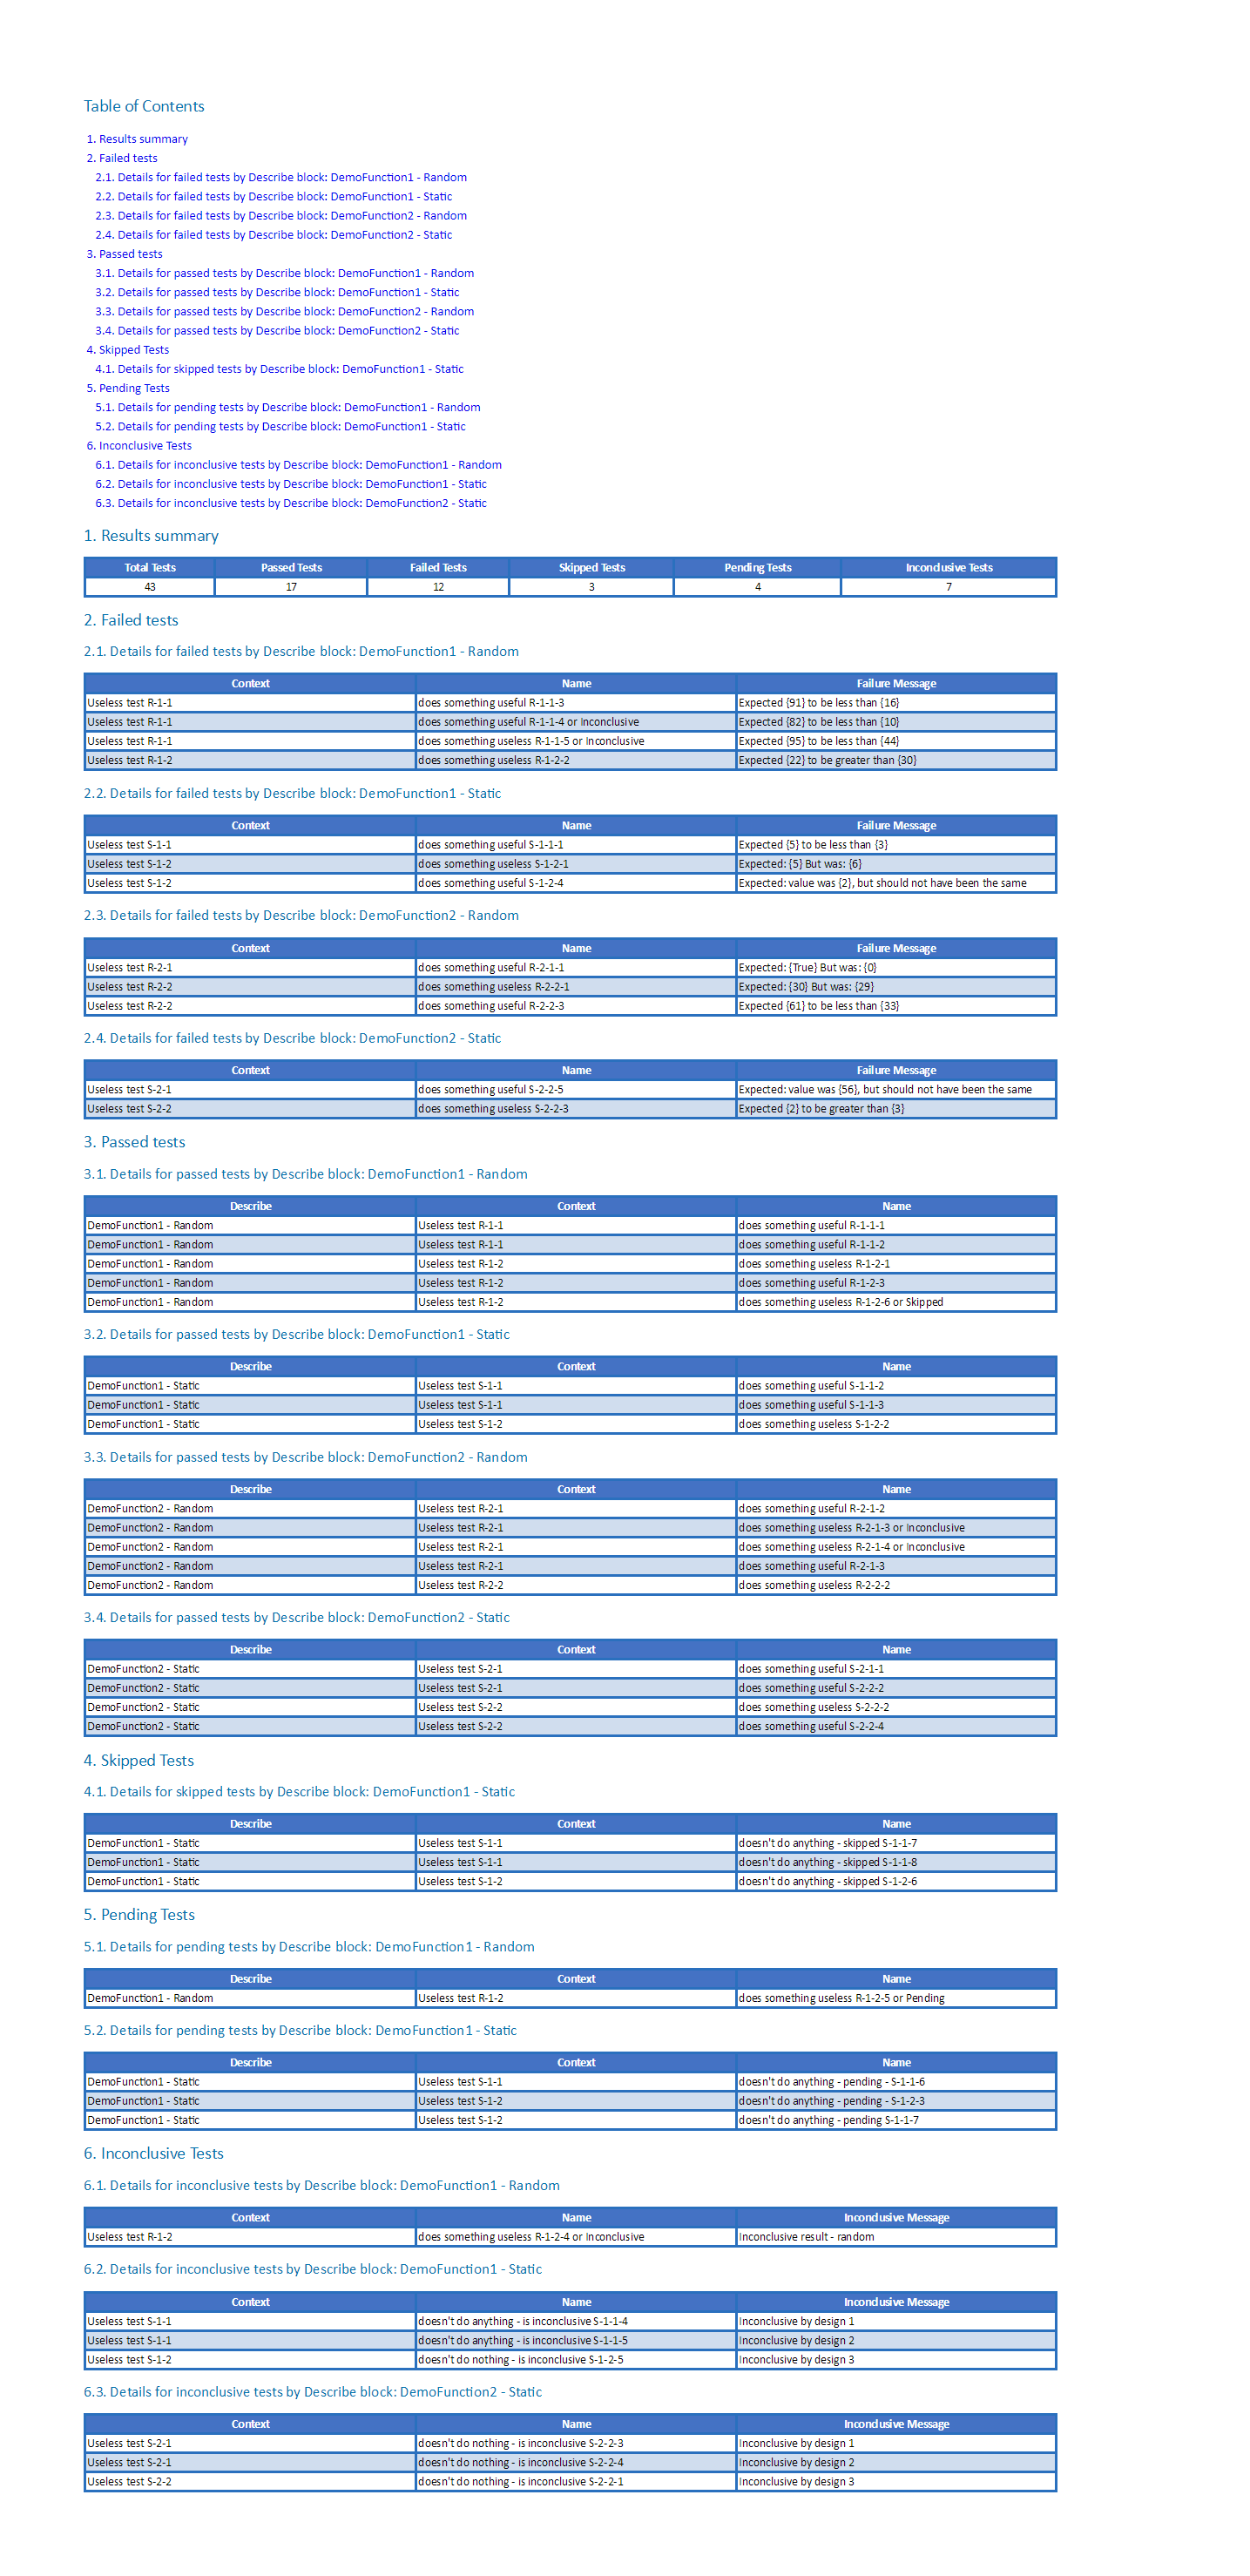 Table of Contents
1. Results summary
2. Failed tests
2.1. Details for failed tests by Describe block: DemoFunction1 - Random
2.2. Details for failed tests by Describe block: DemoFunction1 - Static
2.3. Details for failed tests by Describe block: DemoFunction2 - Random
2.4. Details for failed tests by Describe block: DemoFunction2 - Static
3. Passed tests
3.1. Details for passed tests by Describe block: DemoFunction1 - Random
3.2. Details for passed tests by Describe block: DemoFunction1 - Static
3.3. Details for passed tests by Describe block: DemoFunction2 - Random
3.4. Details for passed tests by Describe block: DemoFunction2 - Static
4. Skipped Tests
4.1. Details for skipped tests by Describe block: DemoFunction1 - Static
5. Pending Tests
5.1. Details for pending tests by Describe block: DemoFunction1 - Random
5.2. Details for pending tests by Describe block: DemoFunction1 - Static
6. Inconclusive Tests
6.1. Details for inconclusive tests by Describe block: DemoFunction1 - Random
6.2. Details for inconclusive tests by Describe block: DemoFunction1 - Static
6.3. Details for inconclusive tests by Describe block: DemoFunction2 - Static
1. Results summary
Total Tests Passed Tests Failed Tests Skipped Tests Pending Tests Inconclusive Tests
43 17 12 3 4 7
2. Failed tests
2.1. Details for failed tests by Describe block: DemoFunction1 - Random
Context Name Failure Message
Useless test R-1-1 does something useful R-1-1-3 Expected {91} to be less than {16}
Useless test R-1-1 does something useful R-1-1-4 or Inconclusive Expected {82} to be less than {10}
Useless test R-1-1 does something useless R-1-1-5 or Inconclusive Expected {95} to be less than {44}
Useless test R-1-2 does something useless R-1-2-2 Expected {22} to be greater than {30}
2.2. Details for failed tests by Describe block: DemoFunction1 - Static
Context Name Failure Message
Useless test S-1-1 does something useful S-1-1-1 Expected {5} to be less than {3}
Useless test S-1-2 does something useless S-1-2-1 Expected: {5} But was: {6}
Useless test S-1-2 does something useful S-1-2-4 Expected: value was {2}, but should not have been the same
2.3. Details for failed tests by Describe block: DemoFunction2 - Random
Context Name Failure Message
Useless test R-2-1 does something useful R-2-1-1 Expected: {True} But was: {0}
Useless test R-2-2 does something useless R-2-2-1 Expected: {30} But was: {29}
Useless test R-2-2 does something useful R-2-2-3 Expected {61} to be less than {33}
2.4. Details for failed tests by Describe block: DemoFunction2 - Static
Context Name Failure Message
Useless test S-2-1 does something useful S-2-2-5 Expected: value was {56}, but should not have been the same
Useless test S-2-2 does something useless S-2-2-3 Expected {2} to be greater than {3}
3. Passed tests
3.1. Details for passed tests by Describe block: DemoFunction1 - Random
Describe Context Name
DemoFunction1 - Random Useless test R-1-1 does something useful R-1-1-1
DemoFunction1 - Random Useless test R-1-1 does something useful R-1-1-2
DemoFunction1 - Random Useless test R-1-2 does something useless R-1-2-1
DemoFunction1 - Random Useless test R-1-2 does something useful R-1-2-3
DemoFunction1 - Random Useless test R-1-2 does something useless R-1-2-6 or Skipped
3.2. Details for passed tests by Describe block: DemoFunction1 - Static
Describe Context Name
DemoFunction1 - Static Useless test S-1-1 does something useful S-1-1-2
DemoFunction1 - Static Useless test S-1-1 does something useful S-1-1-3
DemoFunction1 - Static Useless test S-1-2 does something useless S-1-2-2
3.3. Details for passed tests by Describe block: DemoFunction2 - Random
Describe Context Name
DemoFunction2 - Random Useless test R-2-1 does something useful R-2-1-2
DemoFunction2 - Random Useless test R-2-1 does something useless R-2-1-3 or Inconclusive
DemoFunction2 - Random Useless test R-2-1 does something useless R-2-1-4 or Inconclusive
DemoFunction2 - Random Useless test R-2-1 does something useful R-2-1-3
DemoFunction2 - Random Useless test R-2-2 does something useless R-2-2-2
3.4. Details for passed tests by Describe block: DemoFunction2 - Static
Describe Context Name
DemoFunction2 - Static Useless test S-2-1 does something useful S-2-1-1
DemoFunction2 - Static Useless test S-2-1 does something useful S-2-2-2
DemoFunction2 - Static Useless test S-2-2 does something useless S-2-2-2
DemoFunction2 - Static Useless test S-2-2 does something useful S-2-2-4
4. Skipped Tests
4.1. Details for skipped tests by Describe block: DemoFunction1 - Static
Describe Context Name
DemoFunction1 - Static Useless test S-1-1 doesn't do anything - skipped S-1-1-7
DemoFunction1 - Static Useless test S-1-1 doesn't do anything - skipped S-1-1-8
DemoFunction1 - Static Useless test S-1-2 doesn't do anything - skipped S-1-2-6
5. Pending Tests
5.1. Details for pending tests by Describe block: DemoFunction1 - Random
Describe Context Name
DemoFunction1 - Random Useless test R-1-2 does something useless R-1-2-5 or Pending
5.2. Details for pending tests by Describe block: DemoFunction1 - Static
Describe Context Name
DemoFunction1 - Static Useless test S-1-1 doesn't do anything - pending - S-1-1-6
DemoFunction1 - Static Useless test S-1-2 doesn't do anything - pending - S-1-2-3
DemoFunction1 - Static Useless test S-1-2 doesn't do anything - pending S-1-1-7
6. Inconclusive Tests
6.1. Details for inconclusive tests by Describe block: DemoFunction1 - Random
Context Name Inconclusive Message
Useless test R-1-2 does something useless R-1-2-4 or Inconclusive Inconclusive result - random
6.2. Details for inconclusive tests by Describe block: DemoFunction1 - Static
Context Name Inconclusive Message
Useless test S-1-1 doesn't do anything - is inconclusive S-1-1-4 Inconclusive by design 1
Useless test S-1-1 doesn't do anything - is inconclusive S-1-1-5 Inconclusive by design 2
Useless test S-1-2 doesn't do nothing - is inconclusive S-1-2-5 Inconclusive by design 3
6.3. Details for inconclusive tests by Describe block: DemoFunction2 - Static
Context Name Inconclusive Message
Useless test S-2-1 doesn't do nothing - is inconclusive S-2-2-3 Inconclusive by design 1
Useless test S-2-1 doesn't do nothing - is inconclusive S-2-2-4 Inconclusive by design 2
Useless test S-2-2 doesn't do nothing - is inconclusive S-2-2-1 Inconclusive by design 3